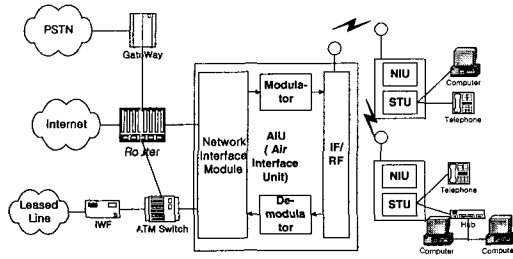 PSTN
GateWay
Internet
Router
Leased
Line
IWF
ATM Switch
Network
Interface
Module
Modula-
tor
AIU
( Air
Interface
Unit)
De-
modula
tor
IF/
RF
NIU
STU
Computer
Telephone
NIU
STU
Telephone
Hub
Computer
Compute